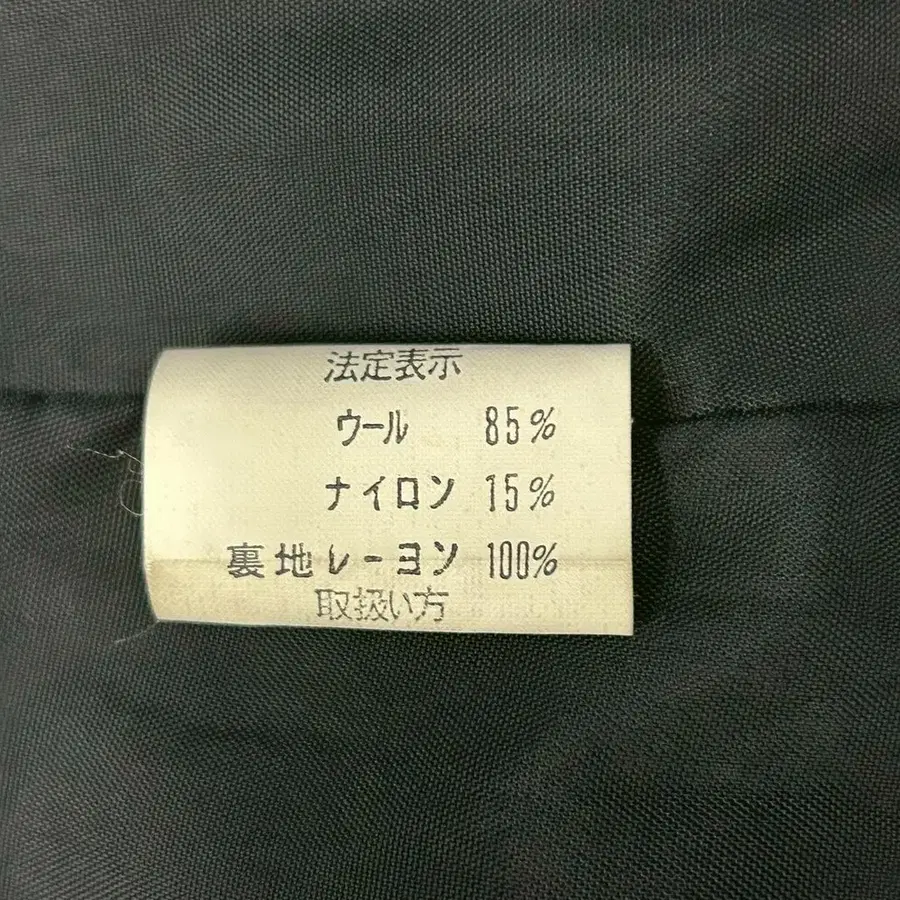 法定表示
ウール 85%
ナイロン 15%
裏地レーヨン 100%
取扱い方